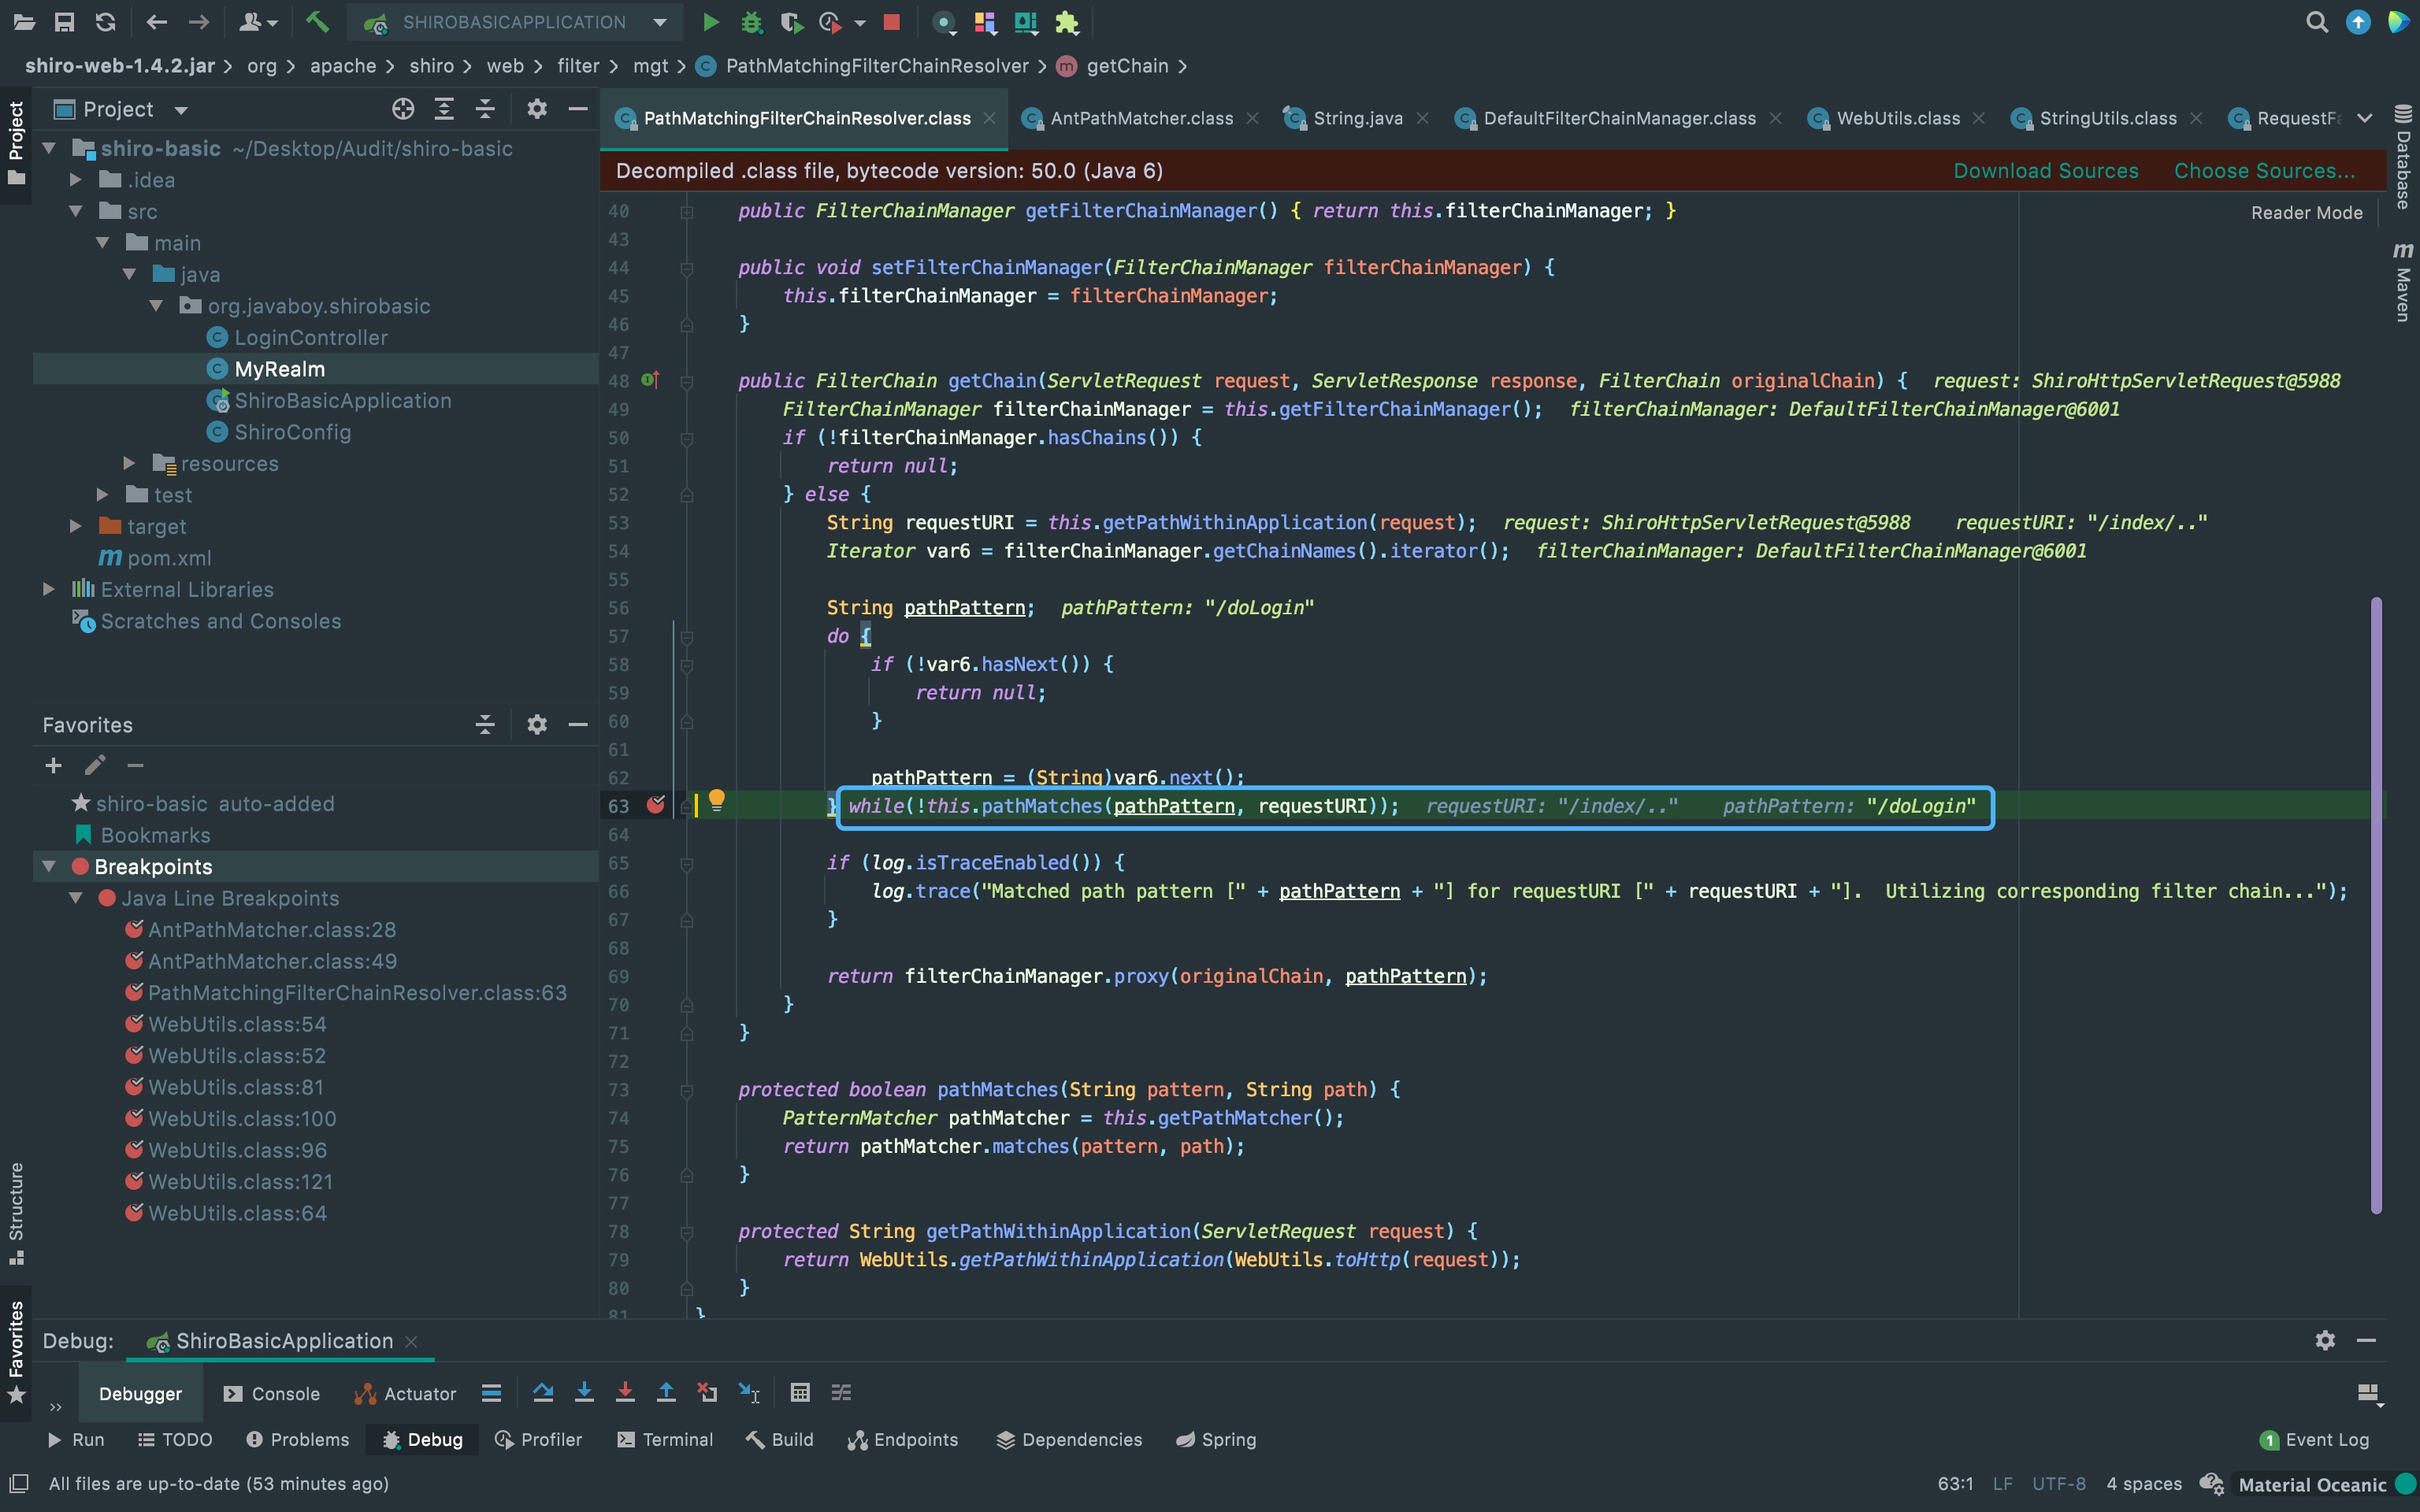 SHIROBASICAPPLICATION
shiro-web-1.4.2.jar > org > apache > shiro > web > filter > mgt > PathMatchingFilterChainResolver > getChain >
Project
Project
shiro-basic ~/Desktop/Audit/shiro-basic
.idea
src
main
java
org.javaboy.shirobasic
LoginController
MyRealm
ShiroBasicApplication
ShiroConfig
resources
test
target
pom.xml
External Libraries
Scratches and Consoles
Favorites
shiro-basic auto-added
Bookmarks
Breakpoints
Java Line Breakpoints
AntPathMatcher.class:28
AntPathMatcher.class:49
PathMatchingFilterChainResolver.class:63
WebUtils.class:54
WebUtils.class:52
WebUtils.class:81
WebUtils.class:100
WebUtils.class:96
WebUtils.class:121
WebUtils.class:64
Structure
Favorites
PathMatchingFilterChainResolver.class AntPathMatcher.class String.java DefaultFilterChainManager.class WebUtils.class StringUtils.class RequestF
Decompiled .class file, bytecode version: 50.0 (Java 6) Download Sources Choose Sources...
Reader Mode
40 public FilterChainManager getFilterChainManager() { return this.filterChainManager; }
43
44 public void setFilterChainManager(FilterChainManager filterChainManager) {
45 this.filterChainManager = filterChainManager;
46 }
47
48 public FilterChain getChain(ServletRequest request, ServletResponse response, FilterChain originalChain) { request: ShiroHttpServletRequest@5988
49 FilterChainManager filterChainManager = this.getFilterChainManager(); filterChainManager: DefaultFilterChainManager@6001
50 if (!filterChainManager.hasChains()) {
51 return null;
52 } else {
53 String requestURI = this.getPathWithinApplication(request); request: ShiroHttpServletRequest@5988 requestURI: "/index/.."
54 Iterator var6 = filterChainManager.getChainNames().iterator(); filterChainManager: DefaultFilterChainManager@6001
55
56 String pathPattern; pathPattern: "/doLogin"
57 do {
58 if (!var6.hasNext()) {
59 return null;
60 }
61
62 pathPattern = (String)var6.next();
63 } while(!this.pathMatches(pathPattern, requestURI)); requestURI: "/index/.." pathPattern: "/doLogin"
64
65 if (log.isTraceEnabled()) {
66 log.trace("Matched path pattern [" + pathPattern + "] for requestURI [" + requestURI + "].  Utilizing corresponding filter chain...");
67 }
68
69 return filterChainManager.proxy(originalChain, pathPattern);
70 }
71 }
72
73 protected boolean pathMatches(String pattern, String path) {
74 PatternMatcher pathMatcher = this.getPathMatcher();
75 return pathMatcher.matches(pattern, path);
76 }
77
78 protected String getPathWithinApplication(ServletRequest request) {
79 return WebUtils.getPathWithinApplication(WebUtils.toHttp(request));
80 }
81 }
Database
Maven
Debug: ShiroBasicApplication
Debugger Console Actuator
Run TODO Problems Debug Profiler Terminal Build Endpoints Dependencies Spring 1 Event Log
All files are up-to-date (53 minutes ago) 63:1 LF UTF-8 4 spaces Material Oceanic